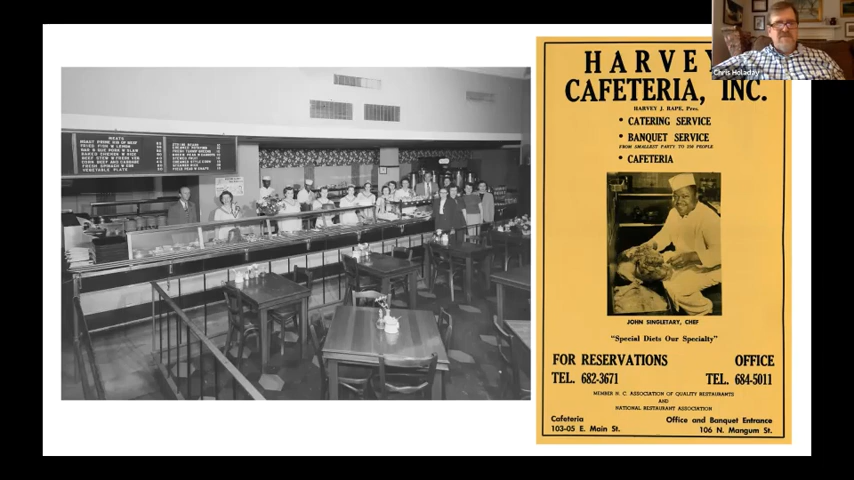 MEATS
HARVEY
CAFETERIA, INC.
HARVEY J. RAPE, Pres.
• CATERING SERVICE
• BANQUET SERVICE
FROM SMALLEST PARTY TO 250 PEOPLE
• CAFETERIA
JOHN SINGLETARY, CHEF
"Special Diets Our Specialty"
FOR RESERVATIONS
TEL. 682-3671
OFFICE
TEL. 684-5011
MEMBER N. C. ASSOCIATION OF QUALITY RESTAURANTS
AND
NATIONAL RESTAURANT ASSOCIATION
Cafeteria
103-05 E. Main St.
Office and Banquet Entrance
106 N. Mangum St.
Chris Holaday